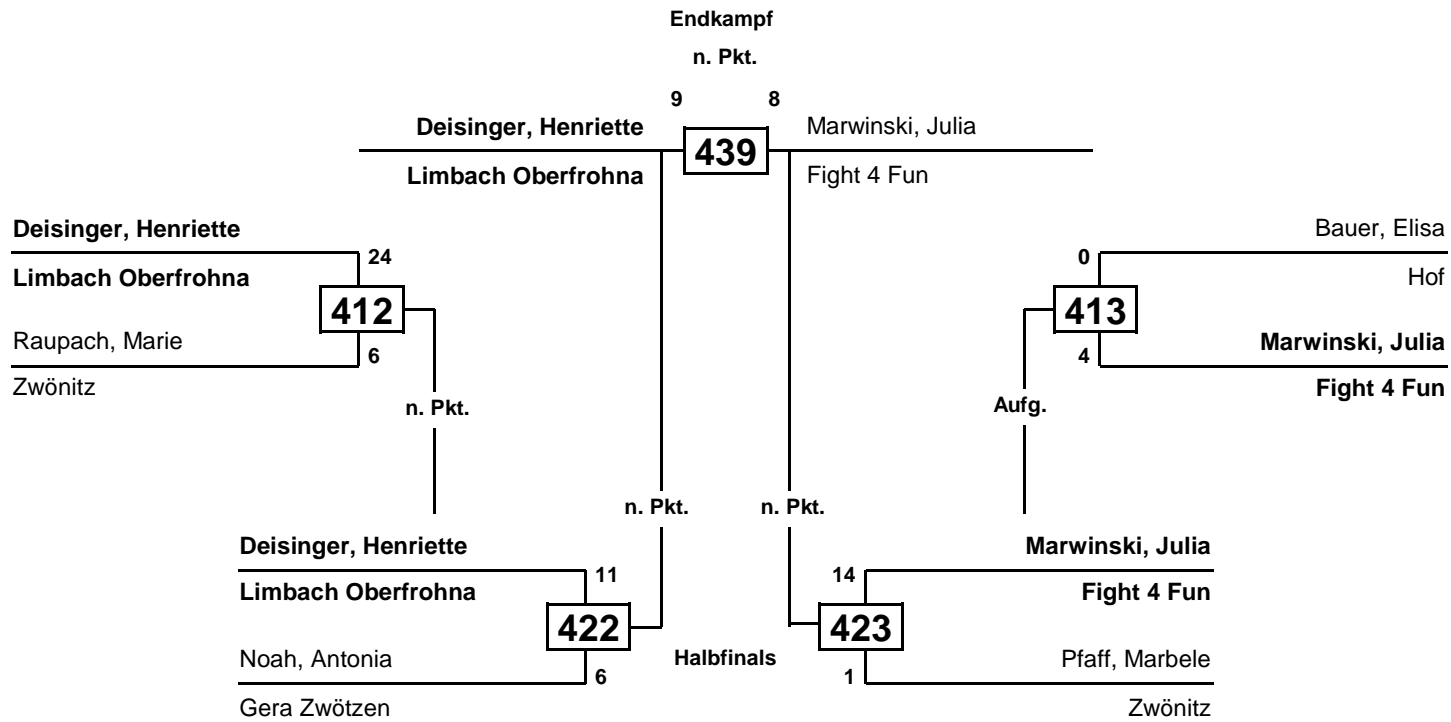 Endkampf
n. Pkt.
9 8
Deisinger, Henriette 439 Marwinski, Julia
Limbach Oberfrohna Fight 4 Fun
Deisinger, Henriette
24
Limbach Oberfrohna
412
Raupach, Marie
6
Zwönitz
n. Pkt.
Bauer, Elisa
0
Hof
413
Marwinski, Julia
4
Fight 4 Fun
Aufg.
n. Pkt. n. Pkt.
Deisinger, Henriette
11
Limbach Oberfrohna
422
Noah, Antonia
6
Gera Zwötzen
Halbfinals
Marwinski, Julia
14
Fight 4 Fun
423
Pfaff, Marbele
1
Zwönitz